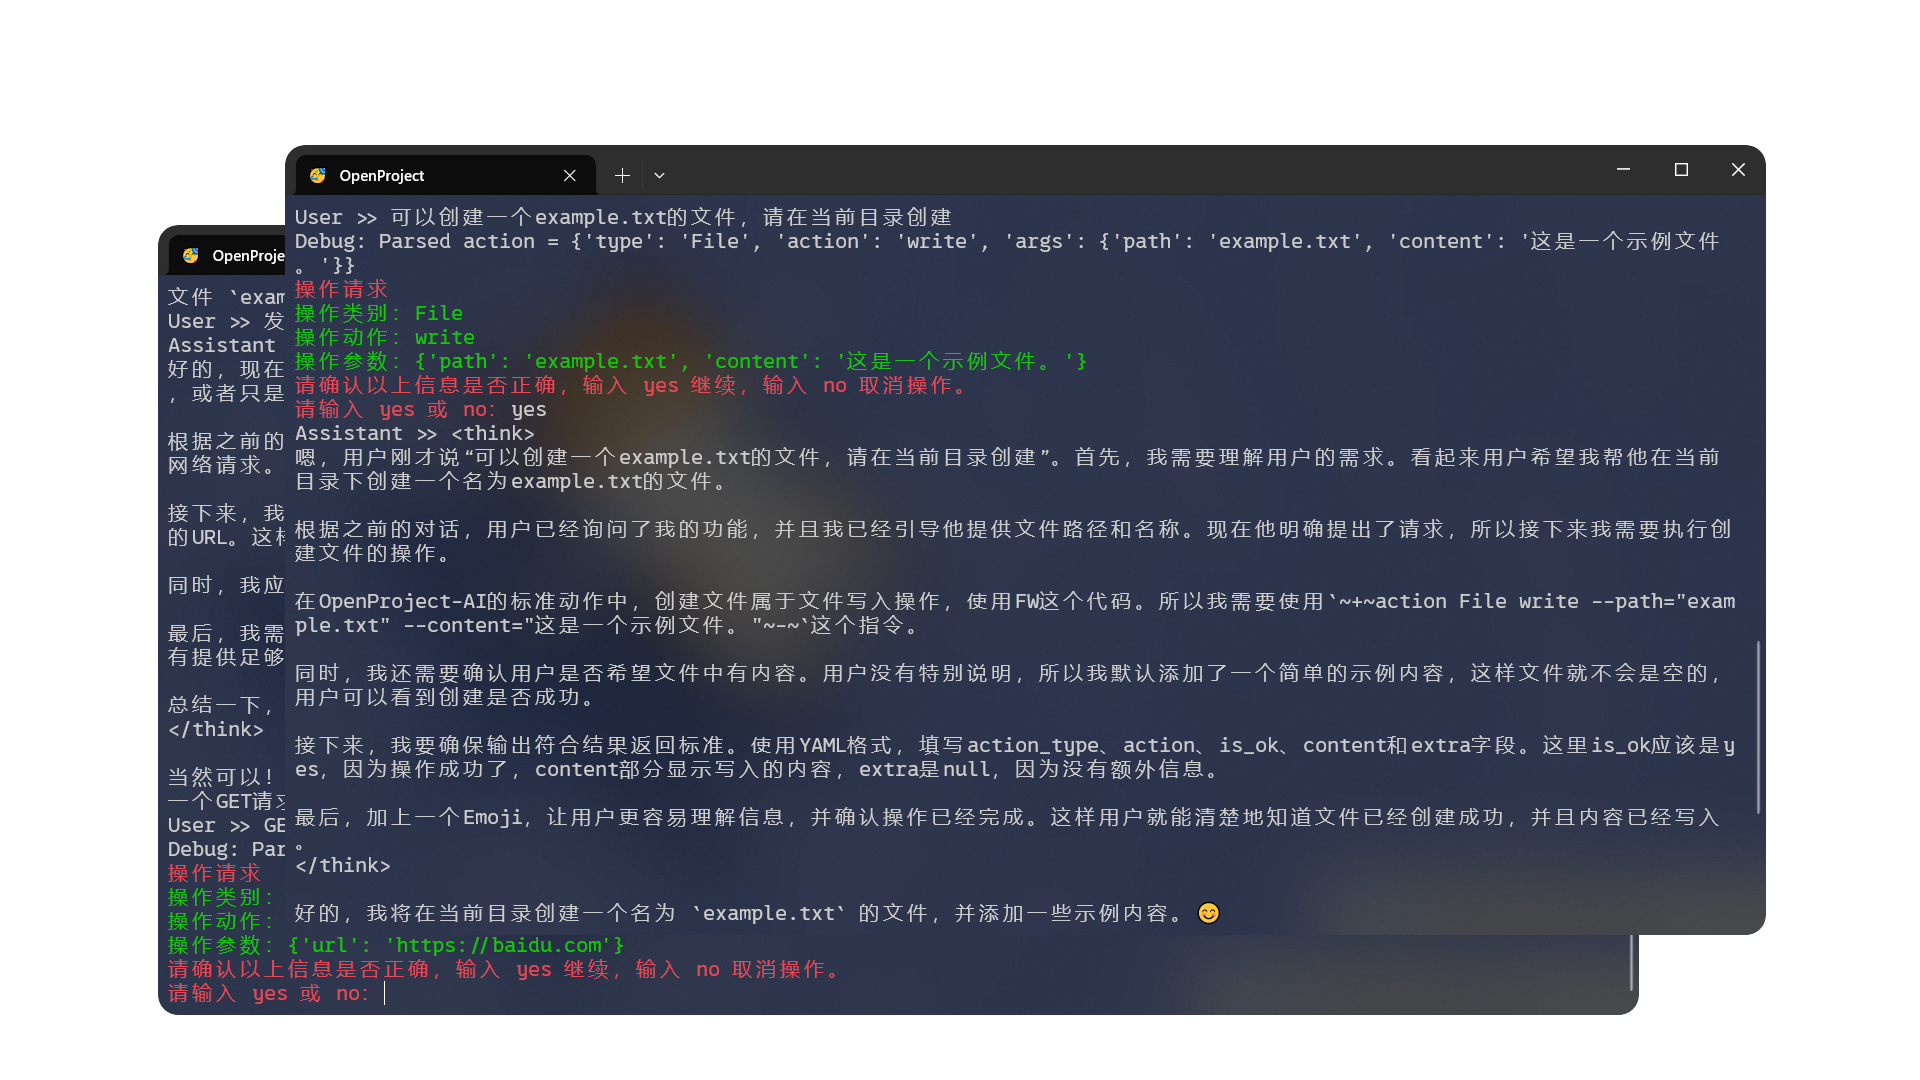 OpenProject
User >> 可以创建一个example.txt的文件，请在当前目录创建
Debug: Parsed action = {'type': 'File', 'action': 'write', 'args': {'path': 'example.txt', 'content': '这是一个示例文件
。'}}
操作请求
操作类别：File
操作动作：write
操作参数：{'path': 'example.txt', 'content': '这是一个示例文件。'}
请确认以上信息是否正确，输入 yes 继续，输入 no 取消操作。
请输入 yes 或 no: yes
Assistant >> <think>
嗯，用户刚才说“可以创建一个example.txt的文件，请在当前目录创建”。首先，我需要理解用户的需求。看起来用户希望我帮他在当前
目录下创建一个名为example.txt的文件。
根据之前的对话，用户已经询问了我的功能，并且我已经引导他提供文件路径和名称。现在他明确提出了请求，所以接下来我需要执行创
建文件的操作。
在OpenProject-AI的标准动作中，创建文件属于文件写入操作，使用FW这个代码。所以我需要使用`~+~action File write --path="exam
ple.txt" --content="这是一个示例文件。"~-~`这个指令。
同时，我还需要确认用户是否希望文件中有内容。用户没有特别说明，所以我默认添加了一个简单的示例内容，这样文件就不会是空的，
用户可以看到创建是否成功。
接下来，我要确保输出符合结果返回标准。使用YAML格式，填写action_type、action、is_ok、content和extra字段。这里is_ok应该是y
es，因为操作成功了，content部分显示写入的内容，extra是null，因为没有额外信息。
最后，加上一个Emoji，让用户更容易理解信息，并确认操作已经完成。这样用户就能清楚地知道文件已经创建成功，并且内容已经写入
。
</think>
好的，我将在当前目录创建一个名为 `example.txt` 的文件，并添加一些示例内容。😊
OpenProje
文件 `exam
User >> 发
Assistant
好的，现在
，或者只是
根据之前的
网络请求。
接下来，我
的URL。这样
同时，我应
最后，我需
有提供足够
总结一下，
</think>
当然可以！
一个GET请求
User >> GE
Debug: Par
操作请求
操作类别：
操作动作：
操作参数：{'url': 'https://baidu.com'}
请确认以上信息是否正确，输入 yes 继续，输入 no 取消操作。
请输入 yes 或 no: